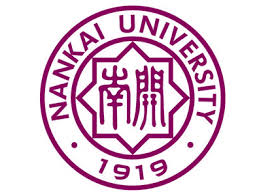 NANKAI UNIVERSITY
南開
· 1919 ·